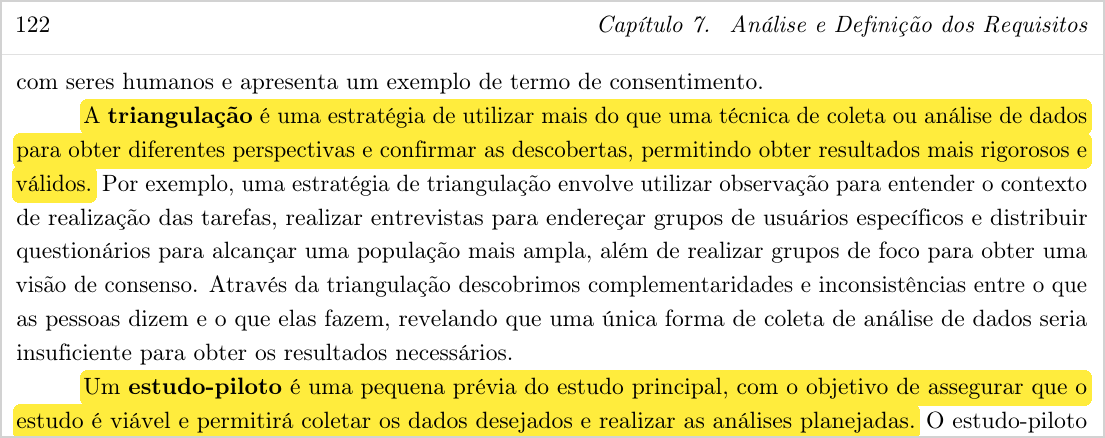 122 Capítulo 7. Análise e Definição dos Requisitos
com seres humanos e apresenta um exemplo de termo de consentimento.
A triangulação é uma estratégia de utilizar mais do que uma técnica de coleta ou análise de dados
para obter diferentes perspectivas e confirmar as descobertas, permitindo obter resultados mais rigorosos e
válidos. Por exemplo, uma estratégia de triangulação envolve utilizar observação para entender o contexto
de realização das tarefas, realizar entrevistas para endereçar grupos de usuários específicos e distribuir
questionários para alcançar uma população mais ampla, além de realizar grupos de foco para obter uma
visão de consenso. Através da triangulação descobrimos complementaridades e inconsistências entre o que
as pessoas dizem e o que elas fazem, revelando que uma única forma de coleta de análise de dados seria
insuficiente para obter os resultados necessários.
Um estudo-piloto é uma pequena prévia do estudo principal, com o objetivo de assegurar que o
estudo é viável e permitirá coletar os dados desejados e realizar as análises planejadas. O estudo-piloto